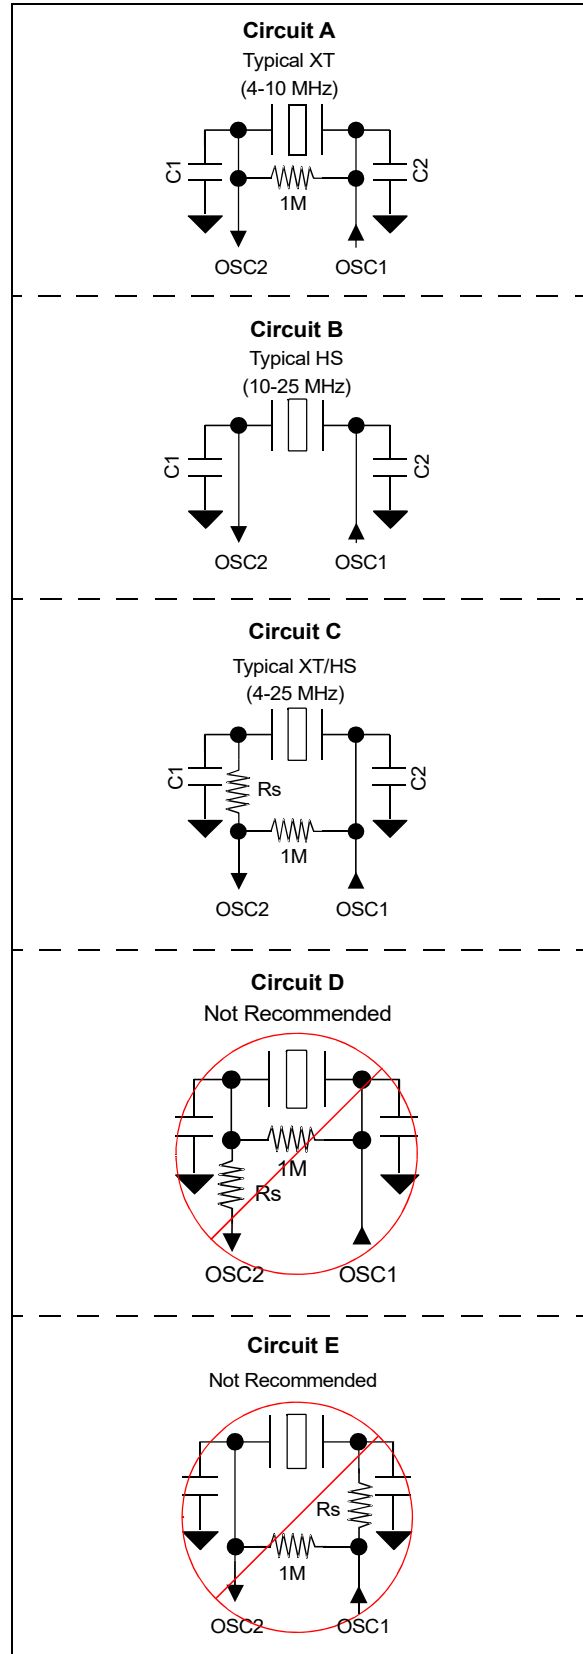 Circuit A
Typical XT
(4-10 MHz)
C1
C2
1M
OSC2
OSC1
Circuit B
Typical HS
(10-25 MHz)
C1
C2
OSC2
OSC1
Circuit C
Typical XT/HS
(4-25 MHz)
C1
Rs
C2
1M
OSC2
OSC1
Circuit D
Not Recommended
1M
Rs
OSC2
OSC1
Circuit E
Not Recommended
Rs
1M
OSC2
OSC1